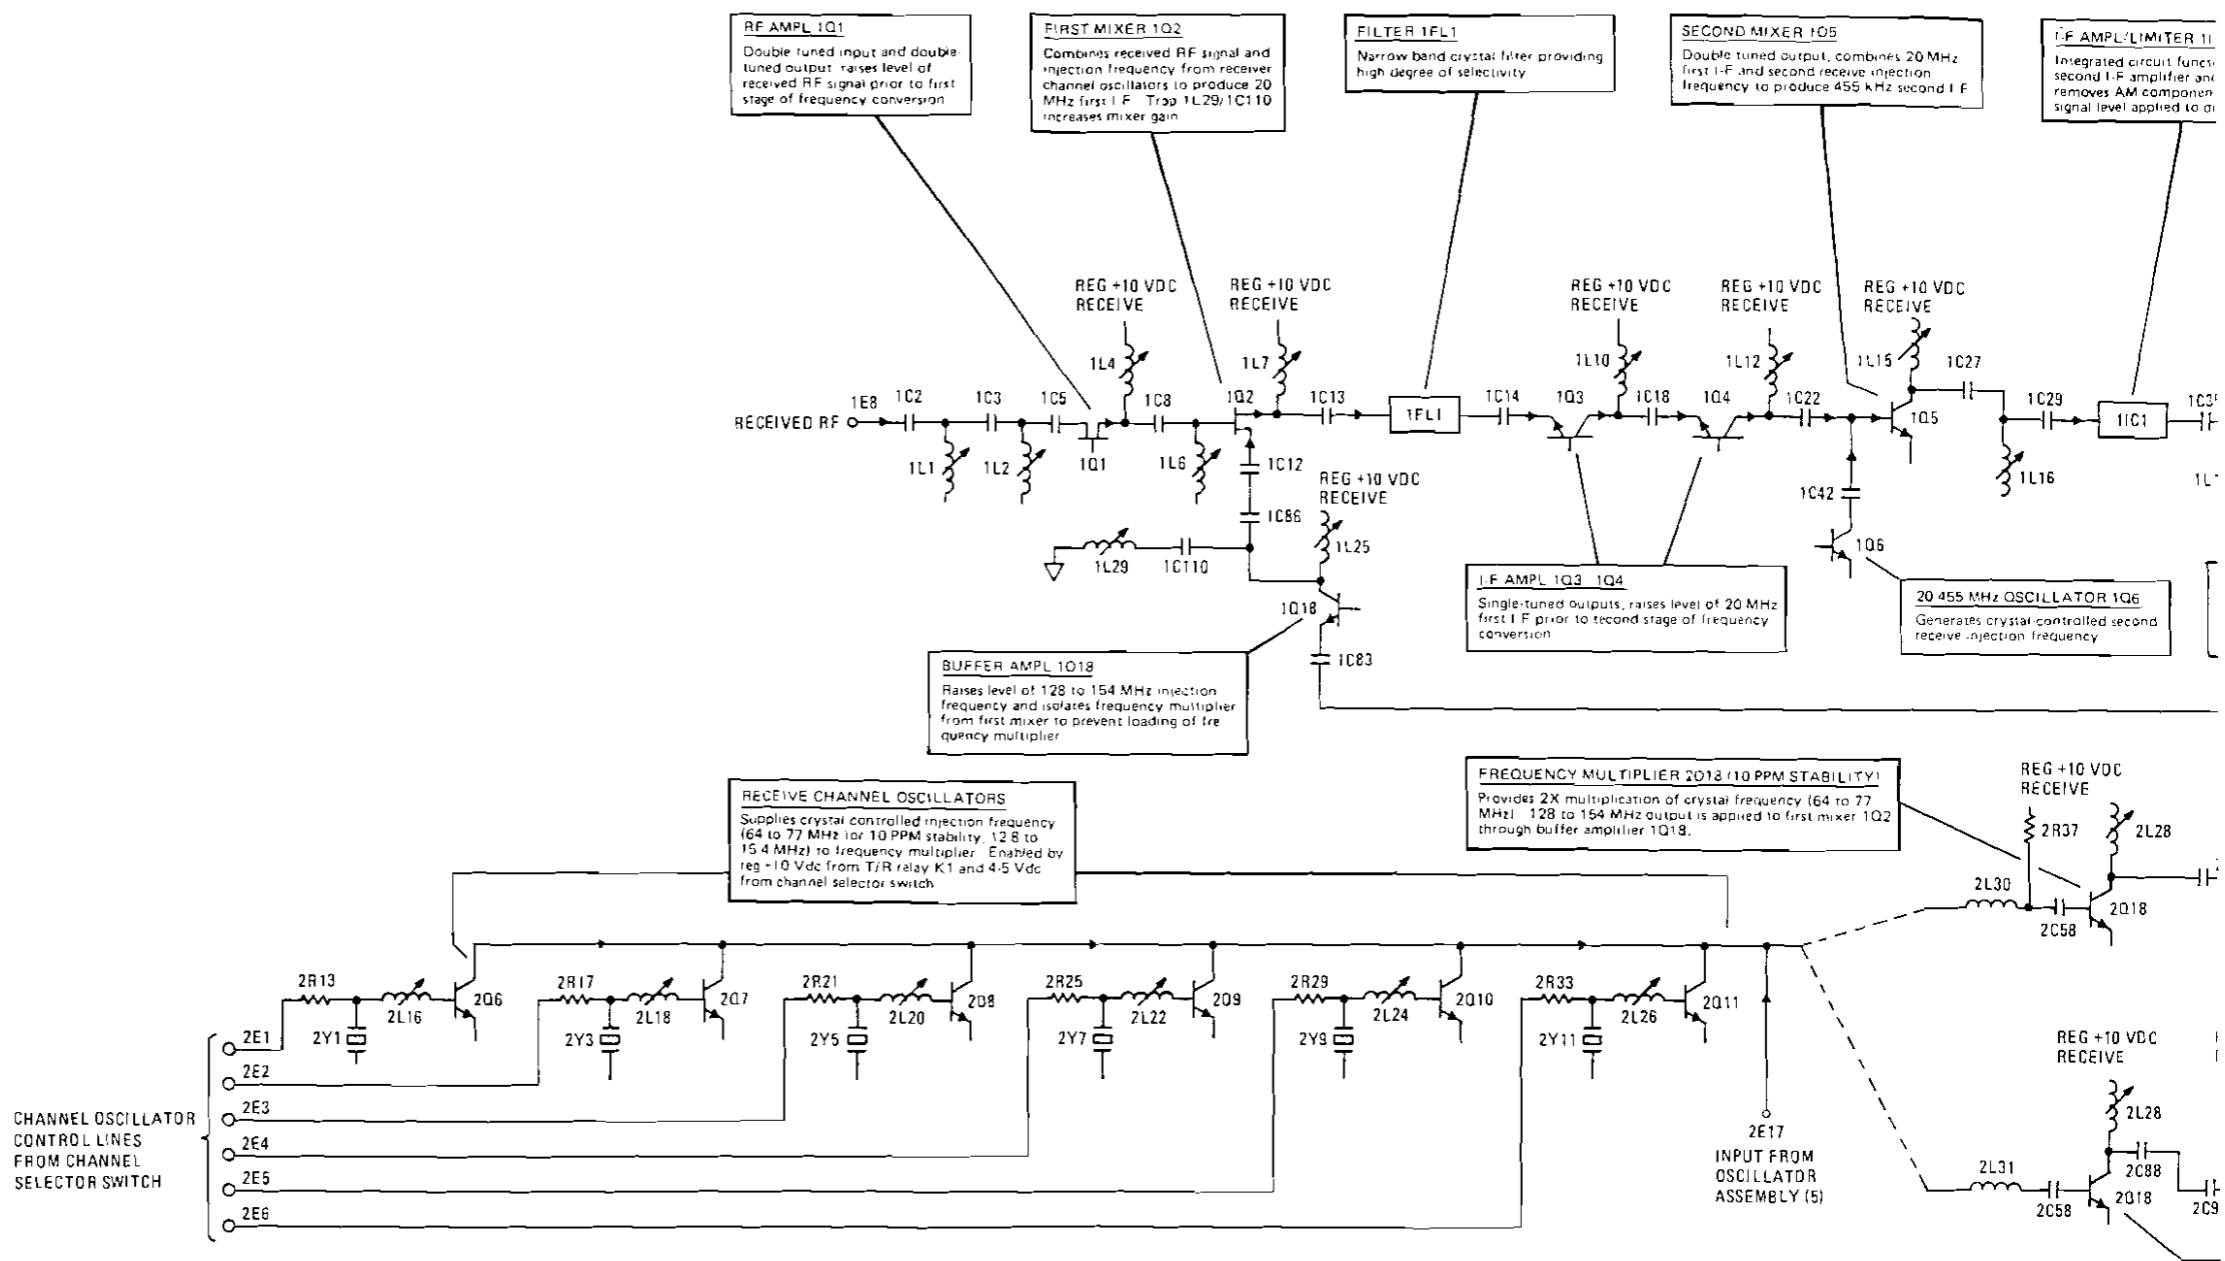 RF AMPL 1Q1
Double tuned input and double-
tuned output raises level of
received RF signal prior to first
stage of frequency conversion
FIRST MIXER 1Q2
Combines received RF signal and
injection frequency from receiver
channel oscillators to produce 20
MHz first I F Trap 1L29/1C110
increases mixer gain
FILTER 1FL1
Narrow band crystal filter providing
high degree of selectivity
SECOND MIXER 1Q5
Double tuned output, combines 20 MHz
first I-F and second receive injection
frequency to produce 455 kHz second I F
I-F AMPL/LIMITER
Integrated circuit
second I-F amplifier
removes AM
signal level applied to
REG +10 VDC
RECEIVE
REG +10 VDC
RECEIVE
REG +10 VDC
RECEIVE
REG +10 VDC
RECEIVE
REG +10 VDC
RECEIVE
1L4
1L7
1L10
1L12
1L15
1C27
RECEIVED RF
1E8
1C2
1C3
1C5
1C8
1Q2
1C13
1FL1
1C14
1Q3
1C18
1Q4
1C22
1Q5
1C29
1IC1
1L1
1L2
1Q1
1L6
1C12
REG +10 VDC
RECEIVE
1C42
1L16
1C86
1L25
1Q6
1L29
1C110
1Q18
1C83
I-F AMPL 1Q3 1Q4
Single-tuned outputs, raises level of 20 MHz
first I F prior to second stage of frequency
conversion
20 455 MHz OSCILLATOR 1Q6
Generates crystal-controlled second
receive injection frequency
BUFFER AMPL 1Q18
Raises level of 128 to 154 MHz injection
frequency and isolates frequency multiplier
from first mixer to prevent loading of fre
quency multiplier
RECEIVE CHANNEL OSCILLATORS
Supplies crystal controlled injection frequency
(64 to 77 MHz for 10 PPM stability, 12 8 to
15 4 MHz) to frequency multiplier Enabled by
reg +10 Vdc from T/R relay K1 and 4-5 Vdc
from channel selector switch
FREQUENCY MULTIPLIER 2Q18 (10 PPM STABILITY)
Provides 2X multiplication of crystal frequency (64 to 77
MHz) 128 to 154 MHz output is applied to first mixer 1Q2
through buffer amplifier 1Q18.
REG +10 VDC
RECEIVE
2R37
2L28
2L30
2C58
2Q18
2R13
2L16
2Q6
2Y1
2R17
2L18
2Q7
2Y3
2R21
2L20
2Q8
2Y5
2R25
2L22
2Q9
2Y7
2R29
2L24
2Q10
2Y9
2R33
2L26
2Q11
2Y11
CHANNEL OSCILLATOR
CONTROL LINES
FROM CHANNEL
SELECTOR SWITCH
2E1
2E2
2E3
2E4
2E5
2E6
2E17
INPUT FROM
OSCILLATOR
ASSEMBLY (5)
REG +10 VDC
RECEIVE
2L28
2C88
2L31
2C58
2Q18